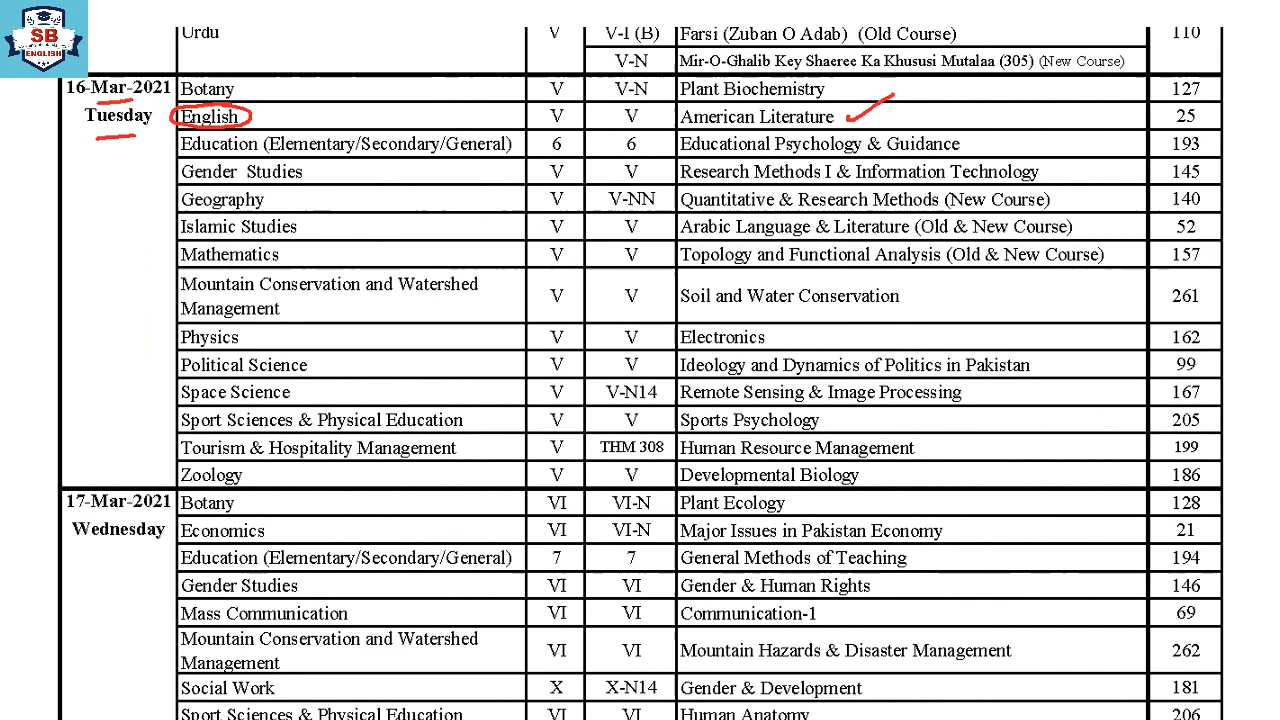 SB
ENGLISH
Urdu V V-I (B) Farsi (Zuban O Adab) (Old Course) 110
V-N Mir-O-Ghalib Key Shaeree Ka Khususi Mutalaa (305) (New Course)
16-Mar-2021 Botany V V-N Plant Biochemistry 127
Tuesday English V V American Literature 25
Education (Elementary/Secondary/General) 6 6 Educational Psychology & Guidance 193
Gender Studies V V Research Methods I & Information Technology 145
Geography V V-NN Quantitative & Research Methods (New Course) 140
Islamic Studies V V Arabic Language & Literature (Old & New Course) 52
Mathematics V V Topology and Functional Analysis (Old & New Course) 157
Mountain Conservation and Watershed
Management V V Soil and Water Conservation 261
Physics V V Electronics 162
Political Science V V Ideology and Dynamics of Politics in Pakistan 99
Space Science V V-N14 Remote Sensing & Image Processing 167
Sport Sciences & Physical Education V V Sports Psychology 205
Tourism & Hospitality Management V THM 308 Human Resource Management 199
Zoology V V Developmental Biology 186
17-Mar-2021 Botany VI VI-N Plant Ecology 128
Wednesday Economics VI VI-N Major Issues in Pakistan Economy 21
Education (Elementary/Secondary/General) 7 7 General Methods of Teaching 194
Gender Studies VI VI Gender & Human Rights 146
Mass Communication VI VI Communication-1 69
Mountain Conservation and Watershed
Management VI VI Mountain Hazards & Disaster Management 262
Social Work X X-N14 Gender & Development 181
Sport Sciences & Physical Education VI VI Human Anatomy 206